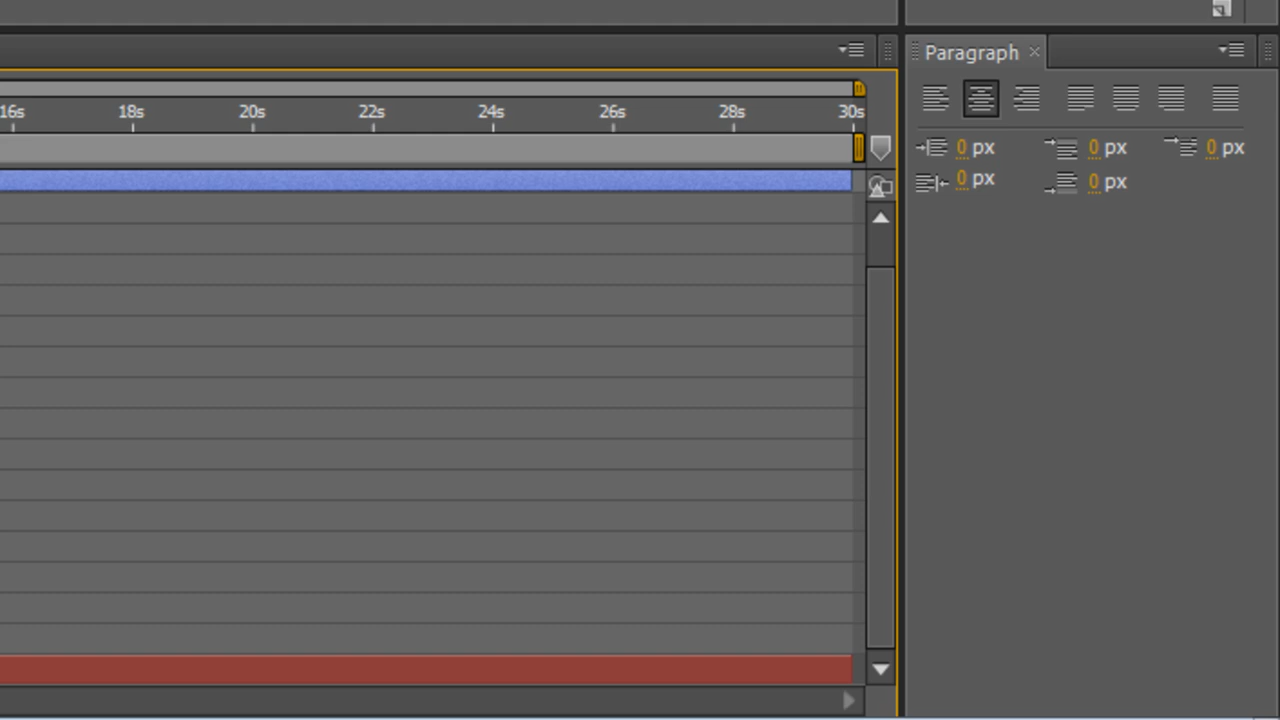 Paragraph
16s 18s 20s 22s 24s 26s 28s 30s
0 px 0 px 0 px
0 px 0 px